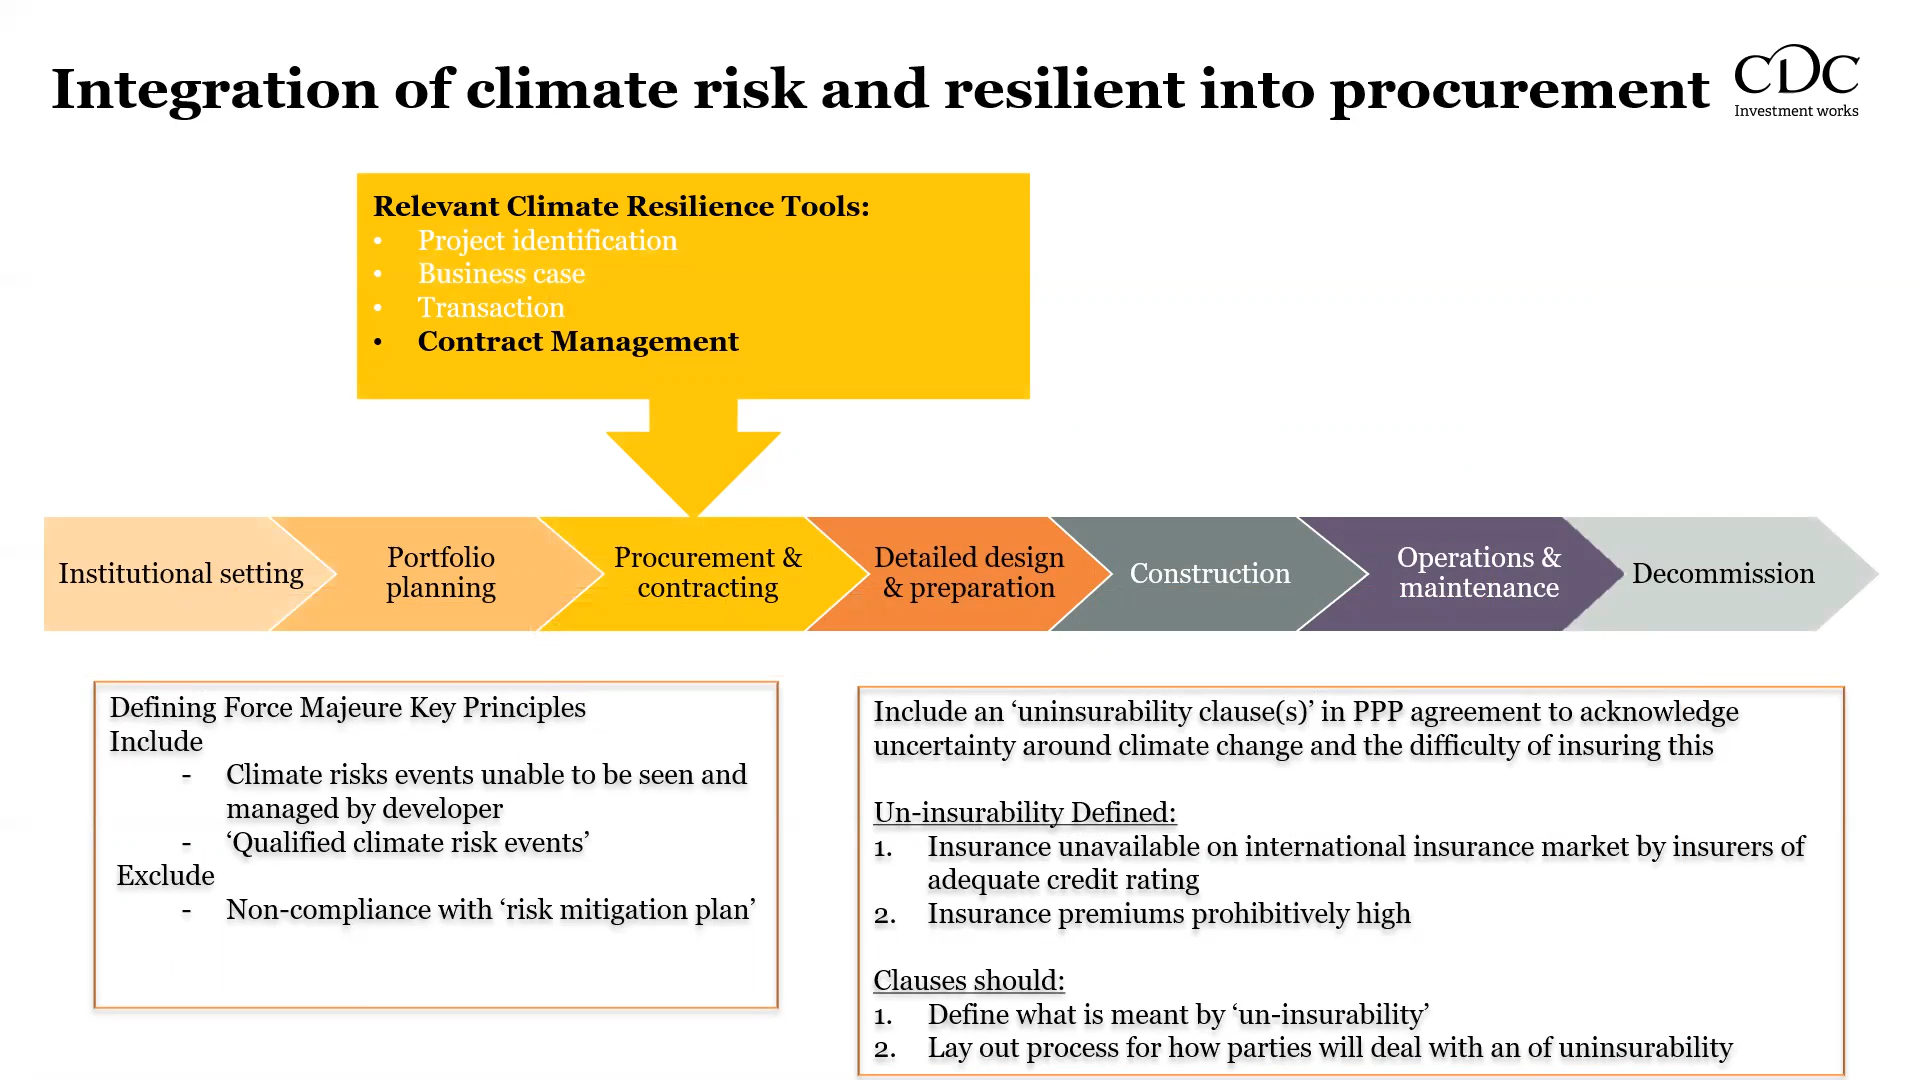 Integration of climate risk and resilient into procurement
CDC
Investment works
Relevant Climate Resilience Tools:
• Project identification
• Business case
• Transaction
• Contract Management
Institutional setting
Portfolio
planning
Procurement &
contracting
Detailed design
& preparation
Construction
Operations &
maintenance
Decommission
Defining Force Majeure Key Principles
Include
- Climate risks events unable to be seen and
managed by developer
- ‘Qualified climate risk events’
Exclude
- Non-compliance with ‘risk mitigation plan’
Include an ‘uninsurability clause(s)’ in PPP agreement to acknowledge
uncertainty around climate change and the difficulty of insuring this
Un-insurability Defined:
1. Insurance unavailable on international insurance market by insurers of
adequate credit rating
2. Insurance premiums prohibitively high
Clauses should:
1. Define what is meant by ‘un-insurability’
2. Lay out process for how parties will deal with an of uninsurability